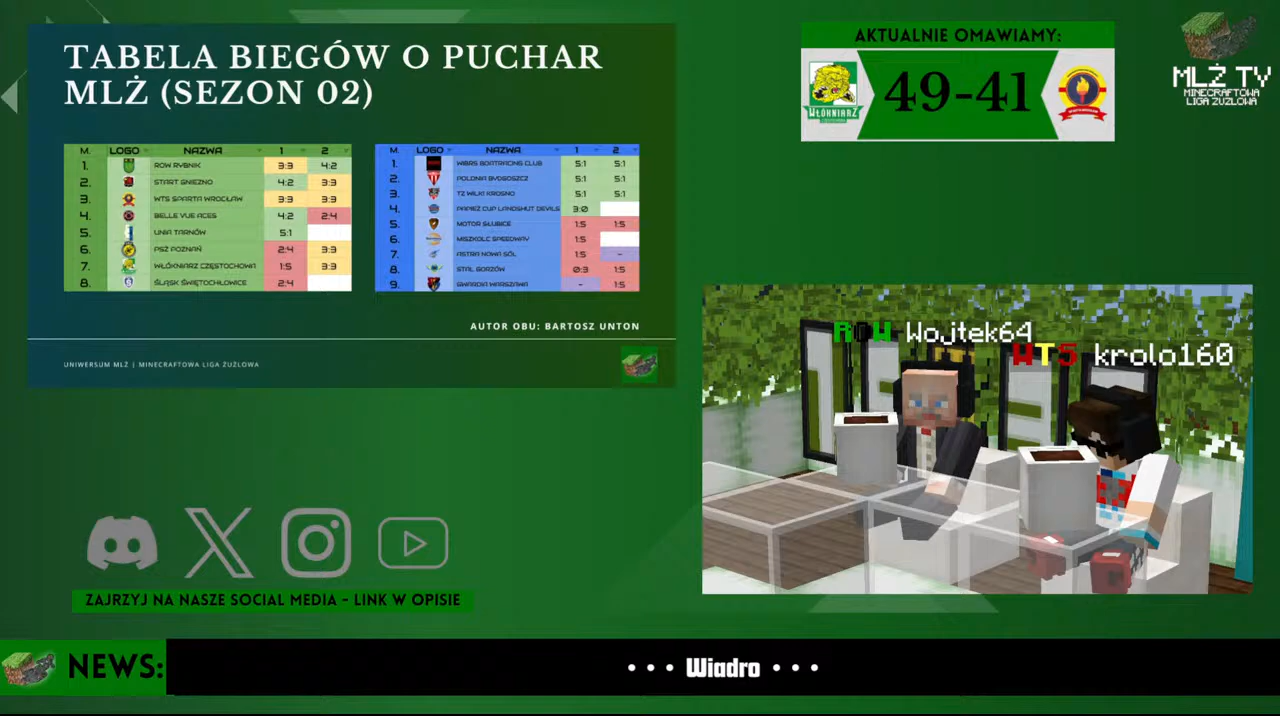 TABELA BIEGÓW O PUCHAR
MLŻ (SEZON 02)
M. LOGO NAZWA 1 2
1. ROW RYBNIK 3:3 4:2
2. START GNIEZNO 4:2 3:3
3. WTS SPARTA WROCŁAW 3:3 3:3
4. BELLE VUE ACES 4:2 2:4
5. UNIA TARNÓW 5:1
6. PSŻ POZNAŃ 2:4 3:3
7. WŁÓKNIARZ CZĘSTOCHOWA 1:5 3:3
8. ŚLĄSK ŚWIĘTOCHŁOWICE 2:4
M. LOGO NAZWA 1 2
1. WBRS BOATRACING CLUB 5:1 5:1
2. POLONIA BYDGOSZCZ 5:1 5:1
3. TŻ WILKI KROSNO 5:1 5:1
4. CUP LANDSHUT DEVILS 3:0
5. MOTOR SŁUBICE 1:5 1:5
6. MISZKOLC SPEEDWAY 1:5
7. ASTRA NOWA SÓL 1:5 -
8. STAL GORZÓW 0:3 1:5
9. GWARDIA WARSZAWA - 1:5
AUTOR OBU: BARTOSZ UNTON
UNIWERSUM MLŻ | MINECRAFTOWA LIGA ŻUŻLOWA
AKTUALNIE OMAWIAMY:
WŁÓKNIARZ
49-41
MLŻ TV
MINECRAFTOWA
LIGA ŻUŻLOWA
ROW Wojtek64
WTS krolo160
ZAJRZYJ NA NASZE SOCIAL MEDIA - LINK W OPISIE
NEWS:
• • • Wiadro • • •